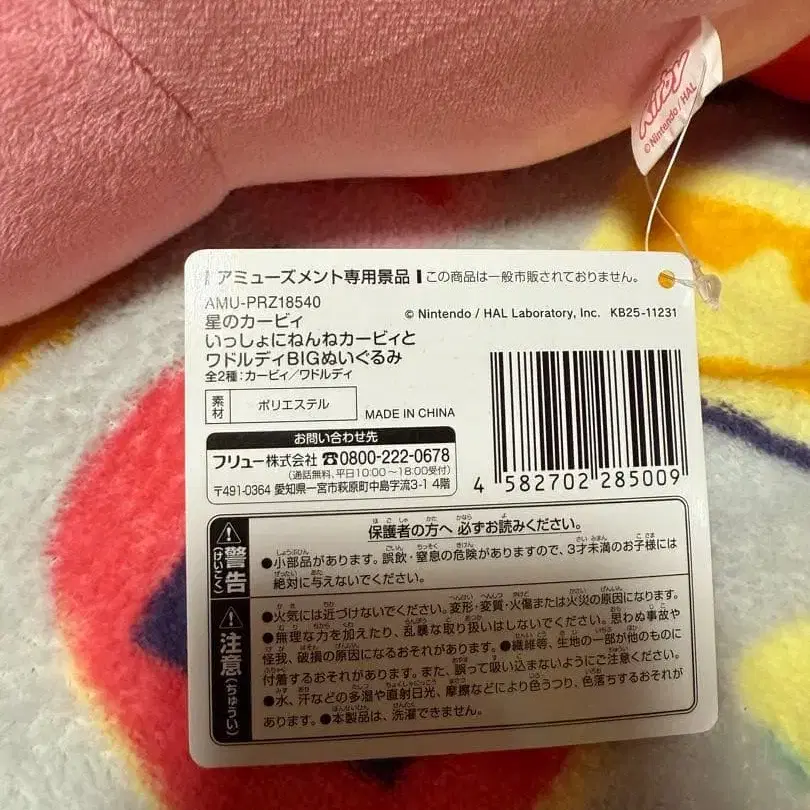 Kirby
© Nintendo / HAL
アミューズメント専用景品 この商品は一般市販されておりません。
AMU-PRZ18540
© Nintendo / HAL Laboratory, Inc. KB25-11231
星のカービィ
いっしょにねんねカービィと
ワドルディBIGぬいぐるみ
全2種:カービィ/ワドルディ
素材 ポリエステル
MADE IN CHINA
お問い合わせ先
フリュー株式会社 ☎0800-222-0678
(通話無料、平日10:00~18:00受付)
〒491-0364 愛知県一宮市萩原町中島字流3-1 4階
4 582702 285009
警告(けいこく)
保護者の方へ 必ずお読みください。
●小部品があります。誤飲・窒息の危険がありますので、3才未満のお子様には
絶対に与えないでください。
注意(ちゅうい)
●火気には近づけないでください。変形・変質・火傷または火災の原因になります。
●無理な力を加えたり、乱暴な取り扱いはしないでください。思わぬ事故や
怪我、破損の原因になるおそれがあります。●繊維等、生地の一部が他のものに
付着するおそれがあります。また、誤って吸い込まないようにご注意ください。
●水、汗などの多湿や直射日光、摩擦などにより色うつり、色落ちするおそれが
あります。●本製品は、洗濯できません。